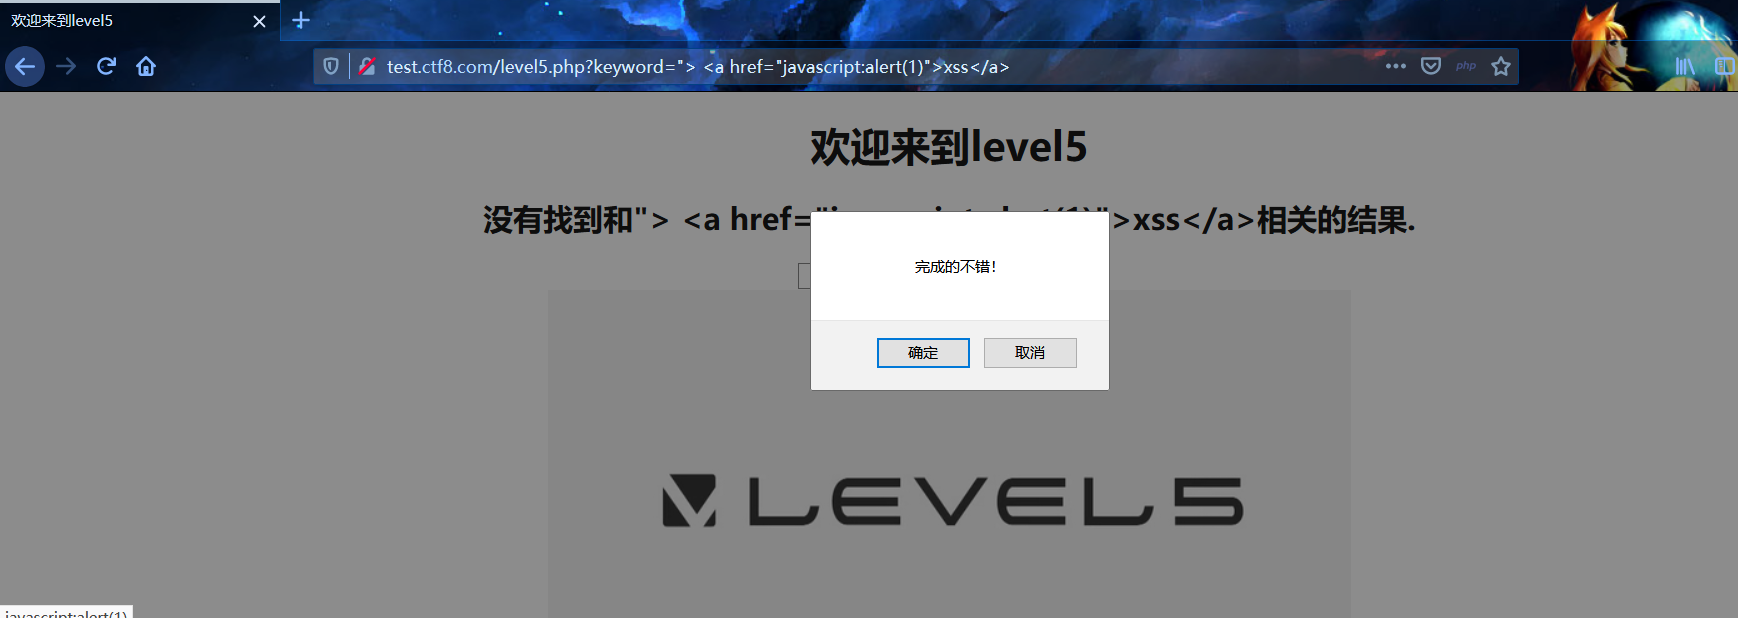 欢迎来到level5
test.ctf8.com/level5.php?keyword="> <a href="javascript:alert(1)">xss</a>
php
欢迎来到level5
没有找到和"> <a href="javascript:alert(1)">xss</a>相关的结果.
完成的不错！
确定
取消
LEVEL5
javascript:alert(1)